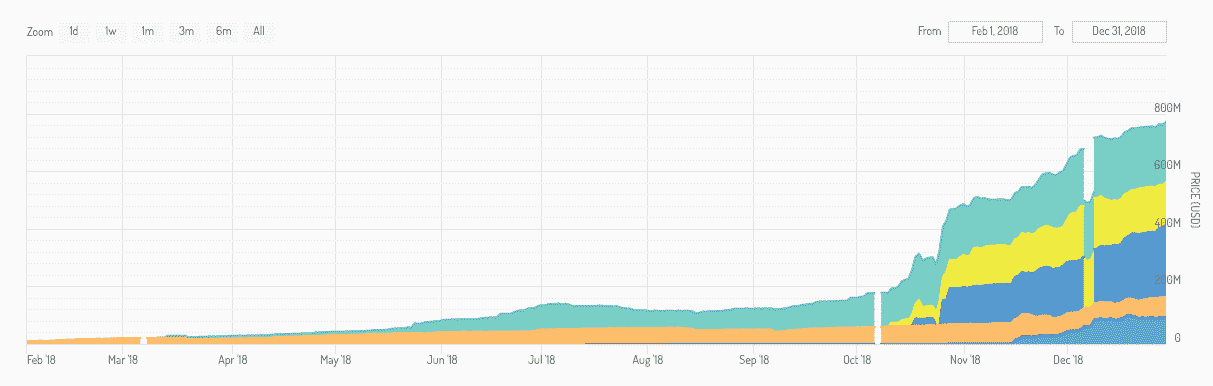 Zoom 1d 1w 1m 3m 6m All From Feb 1, 2018 To Dec 31, 2018
800M
600M
400M
200M
0
PRICE (USD)
Feb '18 Mar '18 Apr '18 May '18 Jun '18 Jul '18 Aug '18 Sep '18 Oct '18 Nov '18 Dec '18